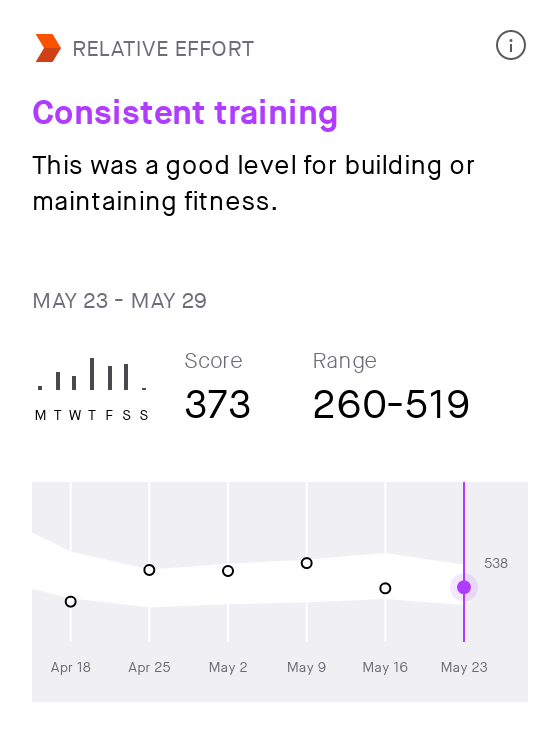 RELATIVE EFFORT
Consistent training
This was a good level for building or
maintaining fitness.
MAY 23 - MAY 29
Score Range
373 260-519
M T W T F S S
538
Apr 18 Apr 25 May 2 May 9 May 16 May 23